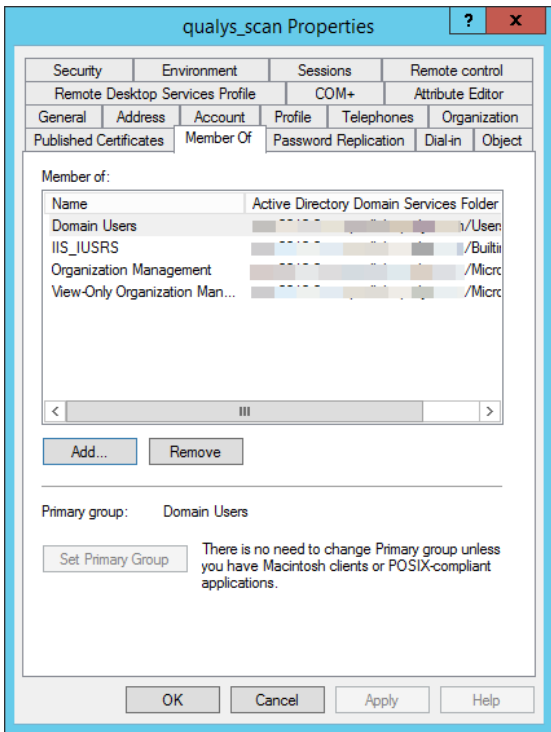 qualys_scan Properties
? x
Security Environment Sessions Remote control
Remote Desktop Services Profile COM+ Attribute Editor
General Address Account Profile Telephones Organization
Published Certificates Member Of Password Replication Dial-in Object
Member of:
Name Active Directory Domain Services Folder
Domain Users /Users
IIS_IUSRS /Builtin
Organization Management /Micro
View-Only Organization Man... /Micro
Add... Remove
Primary group: Domain Users
Set Primary Group
There is no need to change Primary group unless
you have Macintosh clients or POSIX-compliant
applications.
OK Cancel Apply Help